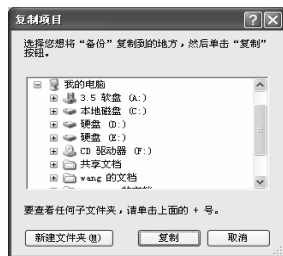 复制项目
选择您想将“备份”复制到的地方，然后单击“复制”按钮。
我的电脑
3.5 软盘 (A:)
本地磁盘 (C:)
硬盘 (D:)
硬盘 (E:)
CD 驱动器 (F:)
共享文档
wang 的文档
要查看任何子文件夹，请单击上面的 + 号。
新建文件夹(M) 复制 取消